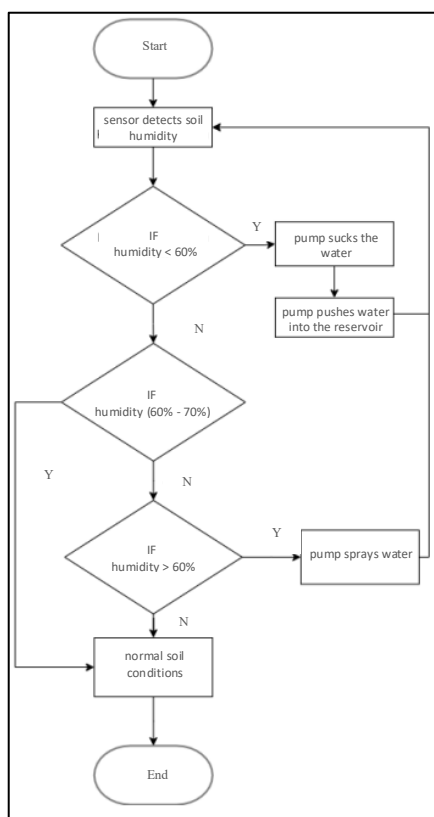 Start
sensor detects soil
humidity
IF
humidity < 60%
Y
pump sucks the
water
pump pushes water
into the reservoir
N
IF
humidity (60% - 70%)
Y
N
IF
humidity > 60%
Y
pump sprays water
N
normal soil
conditions
End